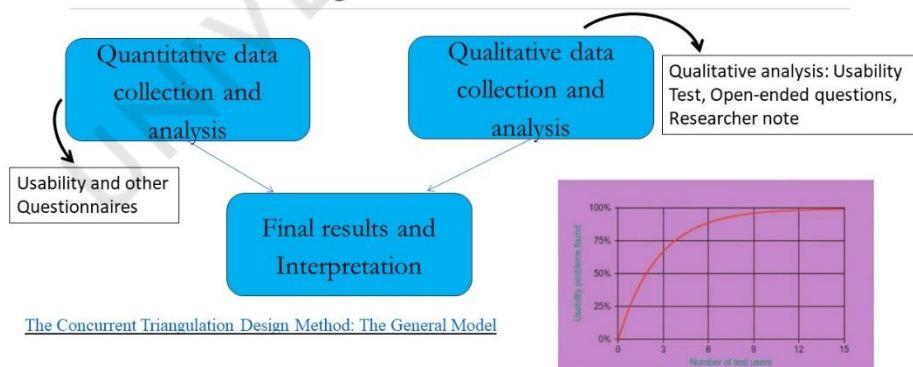 Quantitative data
collection and
analysis
Qualitative data
collection and
analysis
Qualitative analysis: Usability
Test, Open-ended questions,
Researcher note
Usability and other
Questionnaires
Final results and
Interpretation
The Concurrent Triangulation Design Method: The General Model
Usability problems found
100%
75%
50%
25%
0%
0 3 6 9 12 15
Number of test users